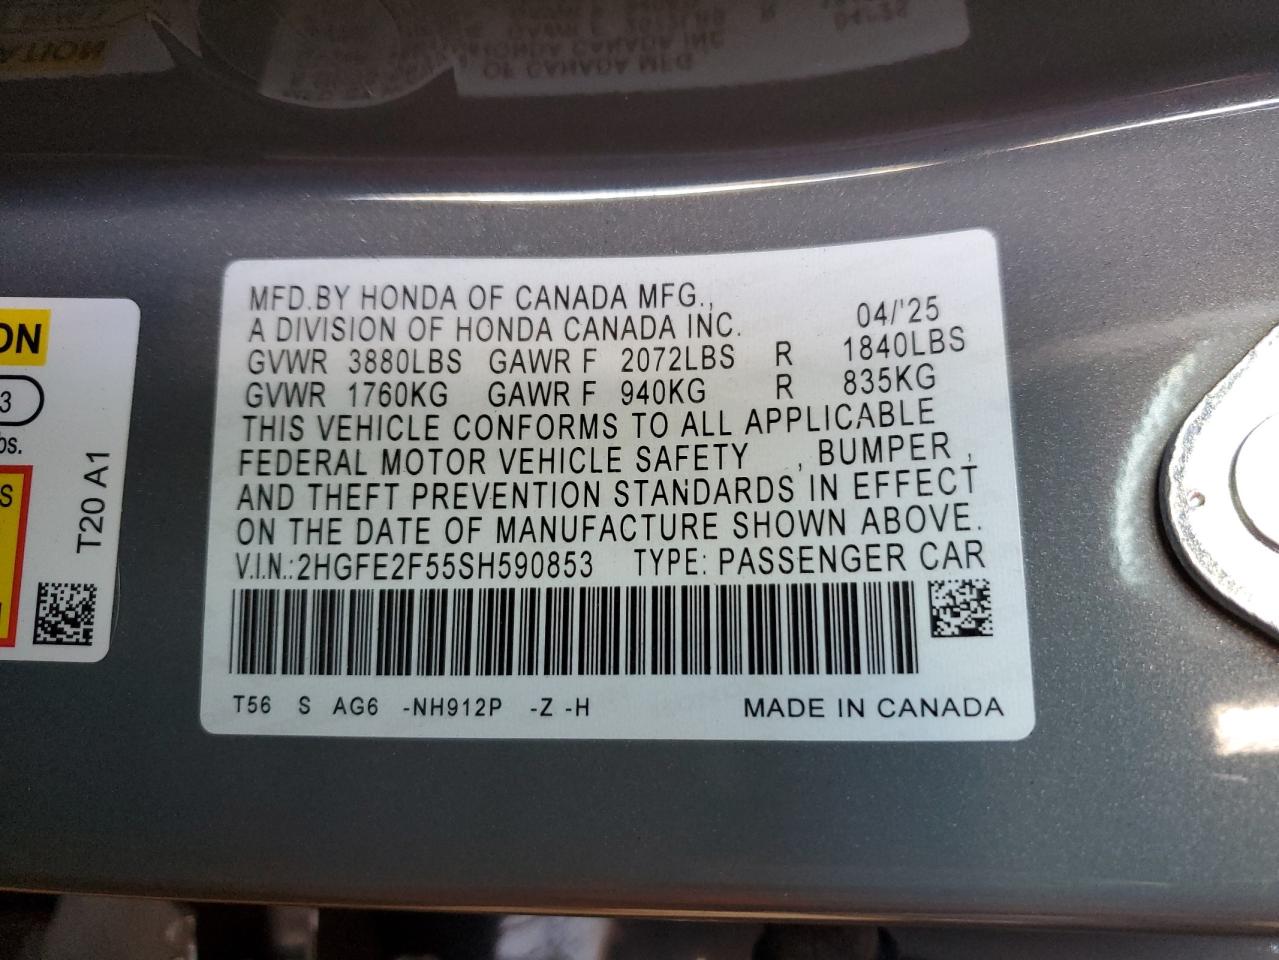 MFD.BY HONDA OF CANADA MFG.,
A DIVISION OF HONDA CANADA INC. 04/'25
GVWR 3880LBS GAWR F 2072LBS R 1840LBS
GVWR 1760KG GAWR F 940KG R 835KG
THIS VEHICLE CONFORMS TO ALL APPLICABLE
FEDERAL MOTOR VEHICLE SAFETY , BUMPER ,
AND THEFT PREVENTION STANDARDS IN EFFECT
ON THE DATE OF MANUFACTURE SHOWN ABOVE.
V.I.N.:2HGFE2F55SH590853 TYPE: PASSENGER CAR
T56 S AG6 -NH912P -Z -H MADE IN CANADA
T20 A1